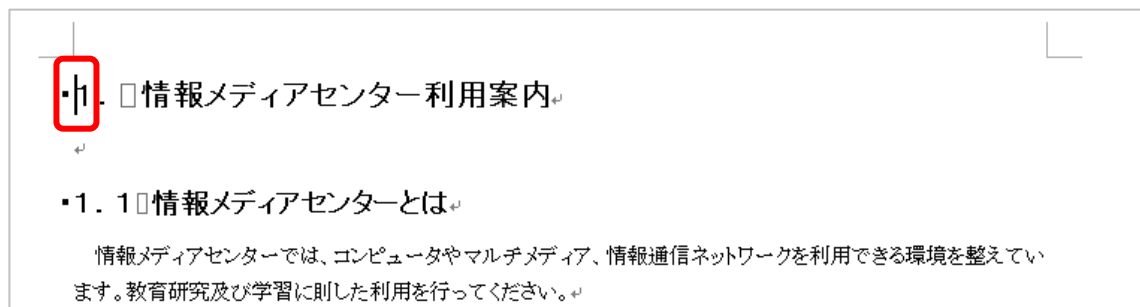 ▪1.□情報メディアセンター利用案内↵
↵
▪1.1□情報メディアセンターとは↵
情報メディアセンターでは、コンピュータやマルチメディア、情報通信ネットワークを利用できる環境を整えてい
ます。教育研究及び学習に則した利用を行ってください。↵